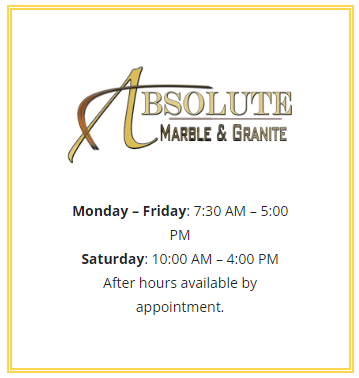 ABSOLUTE
MARBLE & GRANITE
Monday – Friday: 7:30 AM – 5:00
PM
Saturday: 10:00 AM – 4:00 PM
After hours available by
appointment.